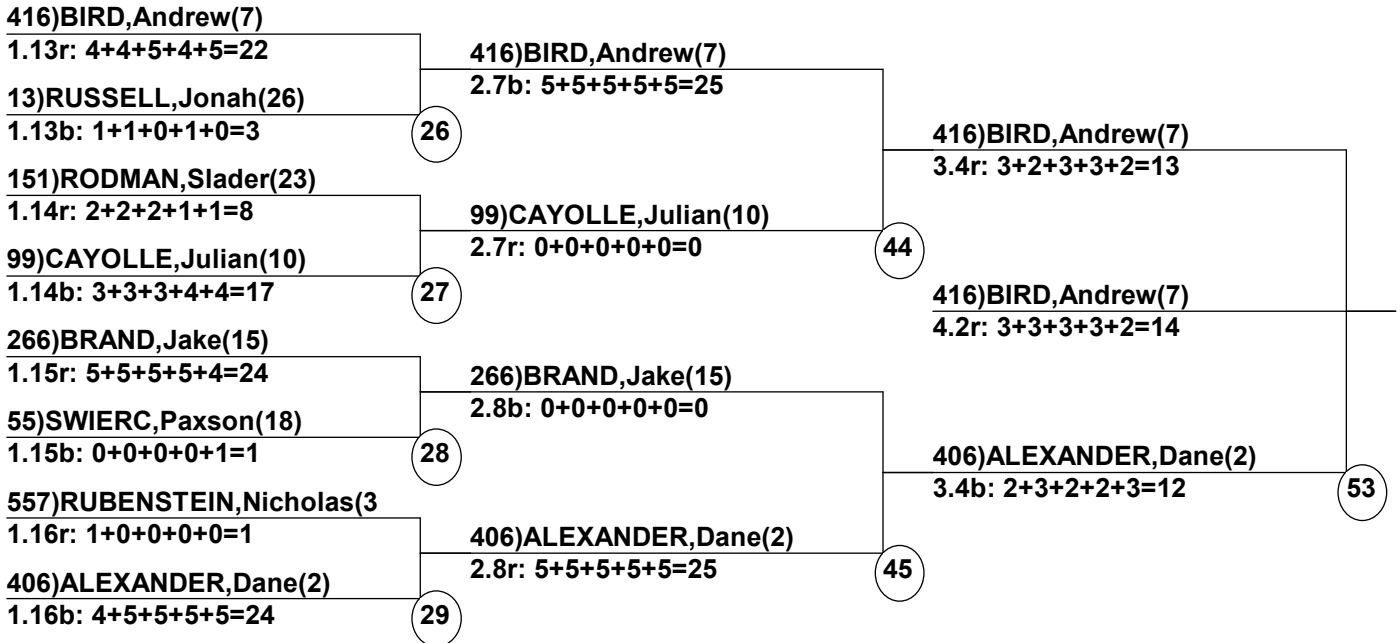 416)BIRD,Andrew(7)
1.13r: 4+4+5+4+5=22
13)RUSSELL,Jonah(26)
1.13b: 1+1+0+1+0=3
26
151)RODMAN,Slader(23)
1.14r: 2+2+2+1+1=8
99)CAYOLLE,Julian(10)
1.14b: 3+3+3+4+4=17
27
266)BRAND,Jake(15)
1.15r: 5+5+5+5+4=24
55)SWIERC,Paxson(18)
1.15b: 0+0+0+0+1=1
28
557)RUBENSTEIN,Nicholas(3
1.16r: 1+0+0+0+0=1
406)ALEXANDER,Dane(2)
1.16b: 4+5+5+5+5=24
29
416)BIRD,Andrew(7)
2.7b: 5+5+5+5+5=25
99)CAYOLLE,Julian(10)
2.7r: 0+0+0+0+0=0
44
266)BRAND,Jake(15)
2.8b: 0+0+0+0+0=0
406)ALEXANDER,Dane(2)
2.8r: 5+5+5+5+5=25
45
416)BIRD,Andrew(7)
3.4r: 3+2+3+3+2=13
416)BIRD,Andrew(7)
4.2r: 3+3+3+3+2=14
406)ALEXANDER,Dane(2)
3.4b: 2+3+2+2+3=12
53